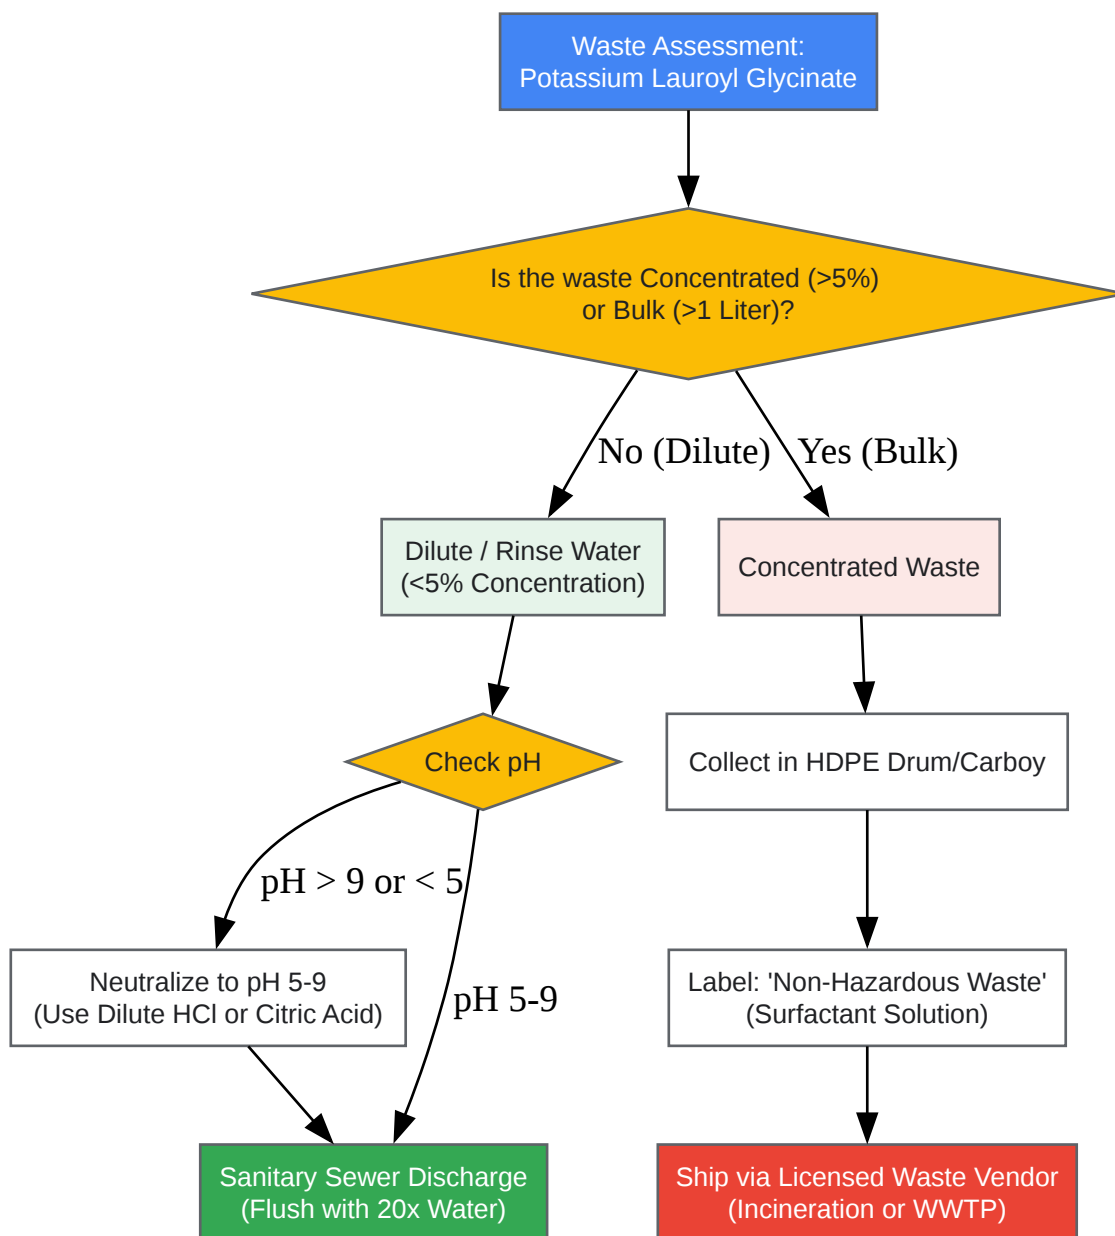 Waste Assessment:
Potassium Lauroyl Glycinate
Is the waste Concentrated (>5%)
or Bulk (>1 Liter)?
No (Dilute)
Yes (Bulk)
Dilute / Rinse Water
(<5% Concentration)
Concentrated Waste
Check pH
Collect in HDPE Drum/Carboy
pH > 9 or < 5
Neutralize to pH 5-9
(Use Dilute HCl or Citric Acid)
pH 5-9
Label: 'Non-Hazardous Waste'
(Surfactant Solution)
Sanitary Sewer Discharge
(Flush with 20x Water)
Ship via Licensed Waste Vendor
(Incineration or WWTP)